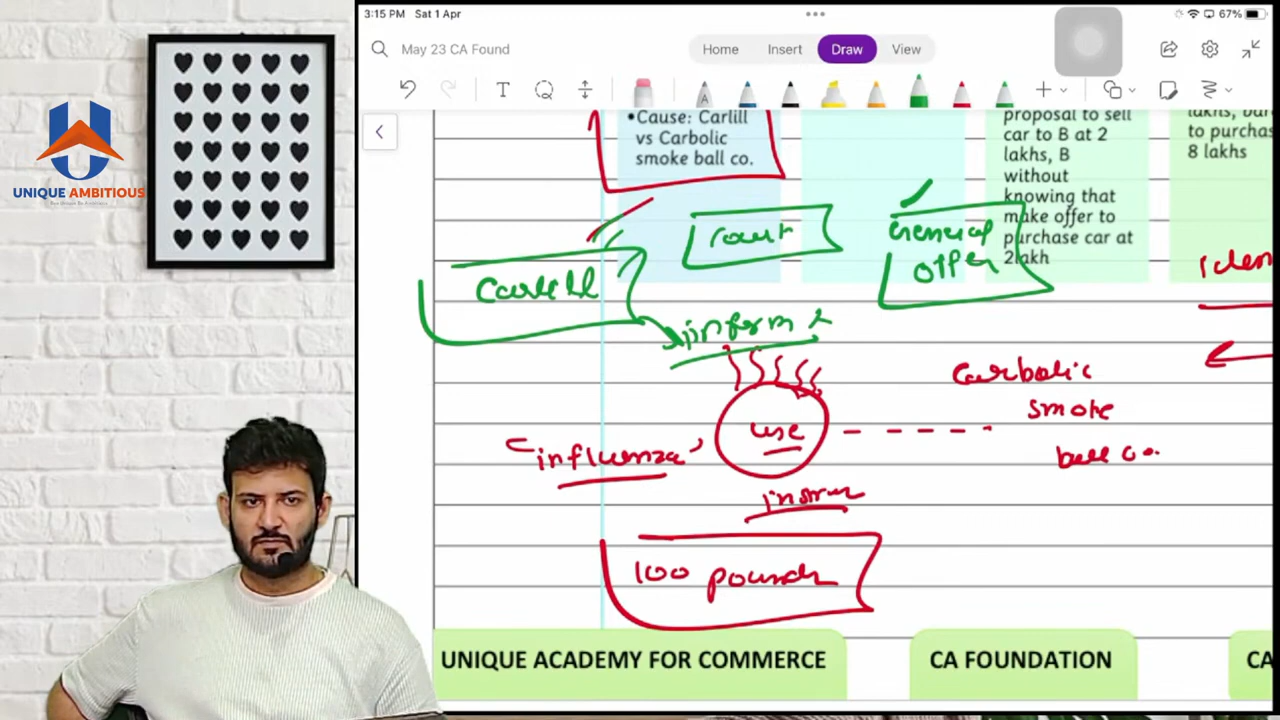 3:15 PM Sat 1 Apr
67%
May 23 CA Found
Home Insert Draw View
UNIQUE AMBITIOUS
•Cause: Carlill
vs Carbolic
smoke ball co.
proposal to sell
car to B at 2
lakhs, B
without
knowing that
make offer to
purchase car at
2lakh
to purchas
8 lakhs
General
offer
Carlill
inform
Carbolic
smoke
ball co.
use
influenza
100 pounds
UNIQUE ACADEMY FOR COMMERCE
CA FOUNDATION
CA